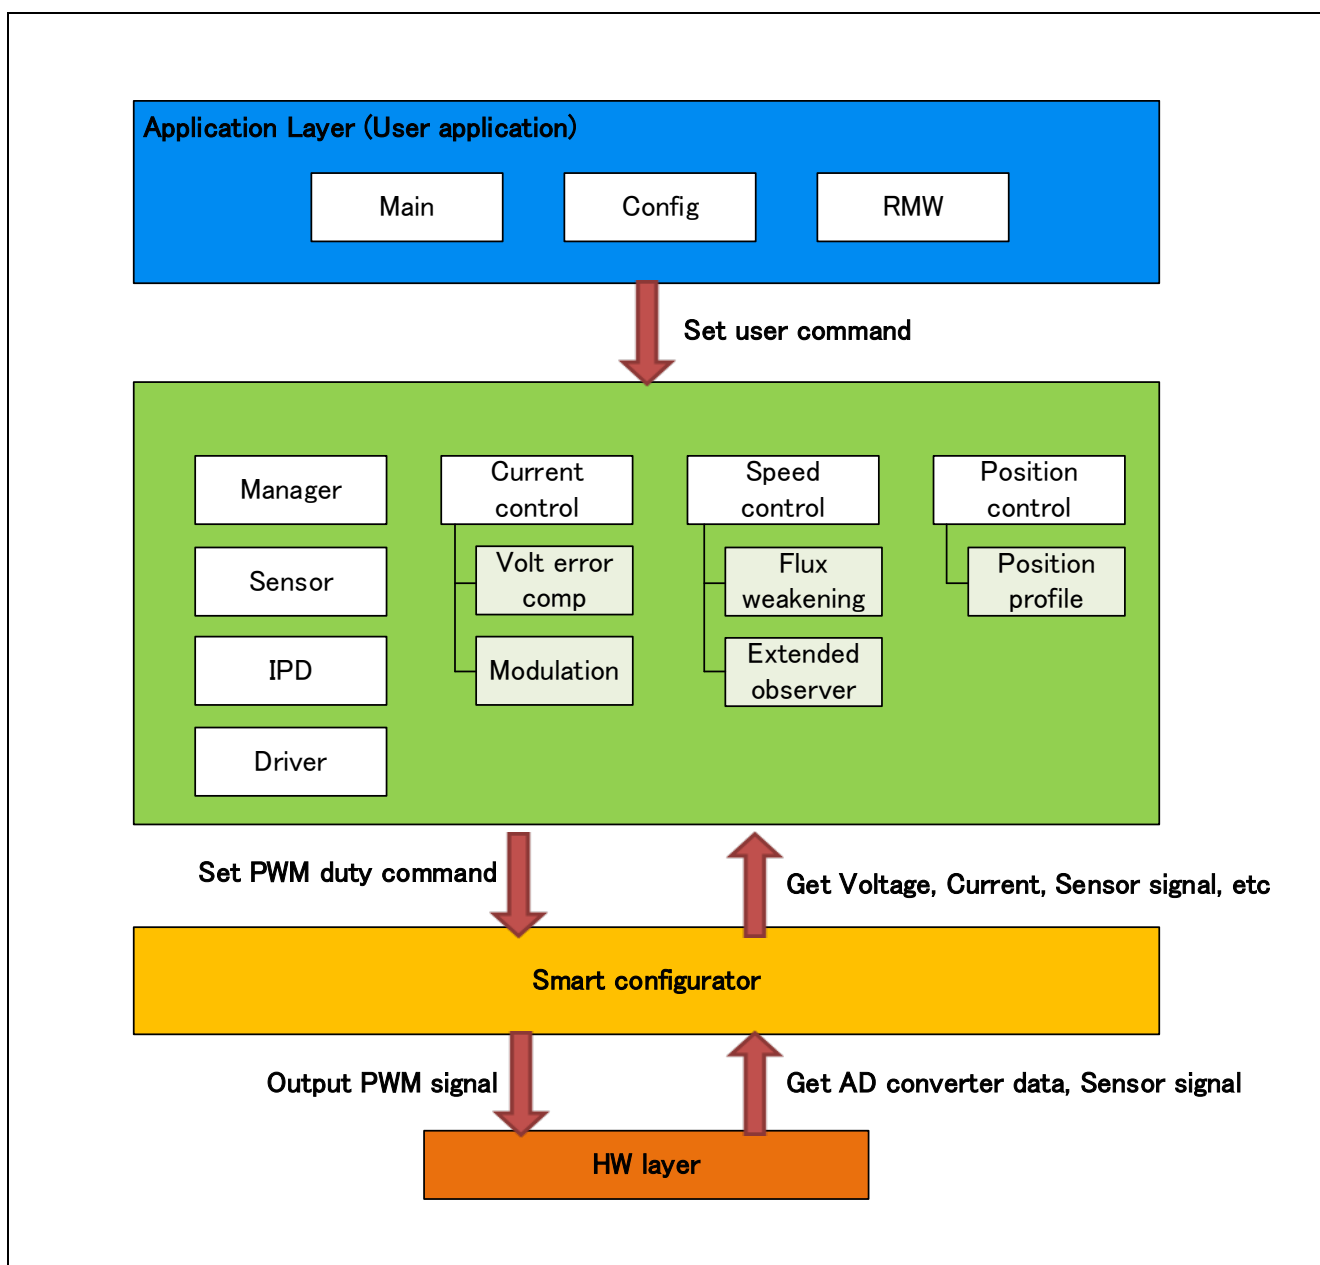 Application Layer (User application)
Main
Config
RMW
Set user command
Manager
Sensor
IPD
Driver
Current
control
Volt error
comp
Modulation
Speed
control
Flux
weakening
Extended
observer
Position
control
Position
profile
Set PWM duty command
Get Voltage, Current, Sensor signal, etc
Smart configurator
Output PWM signal
Get AD converter data, Sensor signal
HW layer